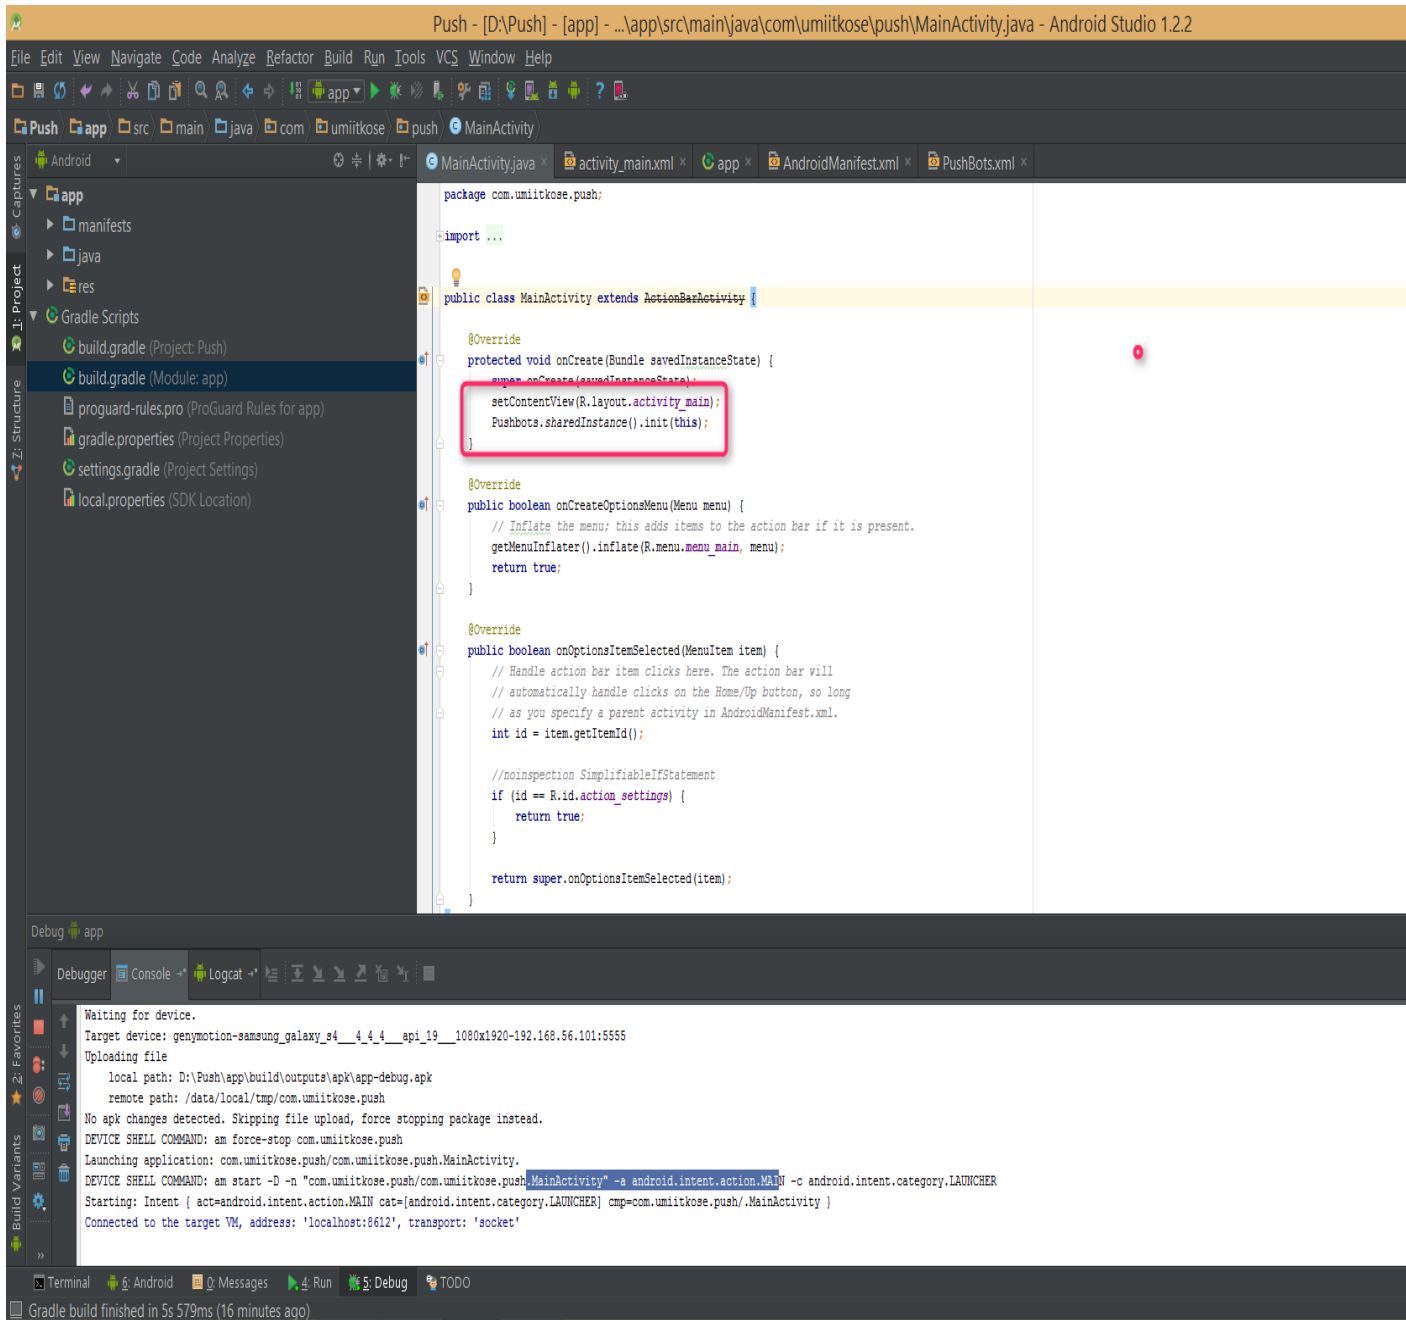 Push - [D:\Push] - [app] - ...\app\src\main\java\com\umiitkose\push\MainActivity.java - Android Studio 1.2.2
File Edit View Navigate Code Analyze Refactor Build Run Tools VCS Window Help
app
Push app src main java com umiitkose push MainActivity
Android
MainActivity.java activity_main.xml app AndroidManifest.xml PushBots.xml
Captures
1: Project
Z: Structure
2: Favorites
Build Variants
app
manifests
java
res
Gradle Scripts
build.gradle (Project: Push)
build.gradle (Module: app)
proguard-rules.pro (ProGuard Rules for app)
gradle.properties (Project Properties)
settings.gradle (Project Settings)
local.properties (SDK Location)
package com.umiitkose.push;
import ...
public class MainActivity extends ActionBarActivity {
@Override
protected void onCreate(Bundle savedInstanceState) {
super.onCreate(savedInstanceState);
setContentView(R.layout.activity_main);
Pushbots.sharedInstance().init(this);
}
@Override
public boolean onCreateOptionsMenu(Menu menu) {
// Inflate the menu; this adds items to the action bar if it is present.
getMenuInflater().inflate(R.menu.menu_main, menu);
return true;
}
@Override
public boolean onOptionsItemSelected(MenuItem item) {
// Handle action bar item clicks here. The action bar will
// automatically handle clicks on the Home/Up button, so long
// as you specify a parent activity in AndroidManifest.xml.
int id = item.getItemId();
//noinspection SimplifiableIfStatement
if (id == R.id.action_settings) {
return true;
}
return super.onOptionsItemSelected(item);
}
Debug app
Debugger Console Logcat
Waiting for device.
Target device: genymotion-samsung_galaxy_s4___4_4_4___api_19___1080x1920-192.168.56.101:5555
Uploading file
local path: D:\Push\app\build\outputs\apk\app-debug.apk
remote path: /data/local/tmp/com.umiitkose.push
No apk changes detected. Skipping file upload, force stopping package instead.
DEVICE SHELL COMMAND: am force-stop com.umiitkose.push
Launching application: com.umiitkose.push/com.umiitkose.push.MainActivity.
DEVICE SHELL COMMAND: am start -D -n "com.umiitkose.push/com.umiitkose.push.MainActivity" -a android.intent.action.MAIN -c android.intent.category.LAUNCHER
Starting: Intent { act=android.intent.action.MAIN cat=[android.intent.category.LAUNCHER] cmp=com.umiitkose.push/.MainActivity }
Connected to the target VM, address: 'localhost:8612', transport: 'socket'
Terminal 6: Android 0: Messages 4: Run 5: Debug TODO
Gradle build finished in 5s 579ms (16 minutes ago)